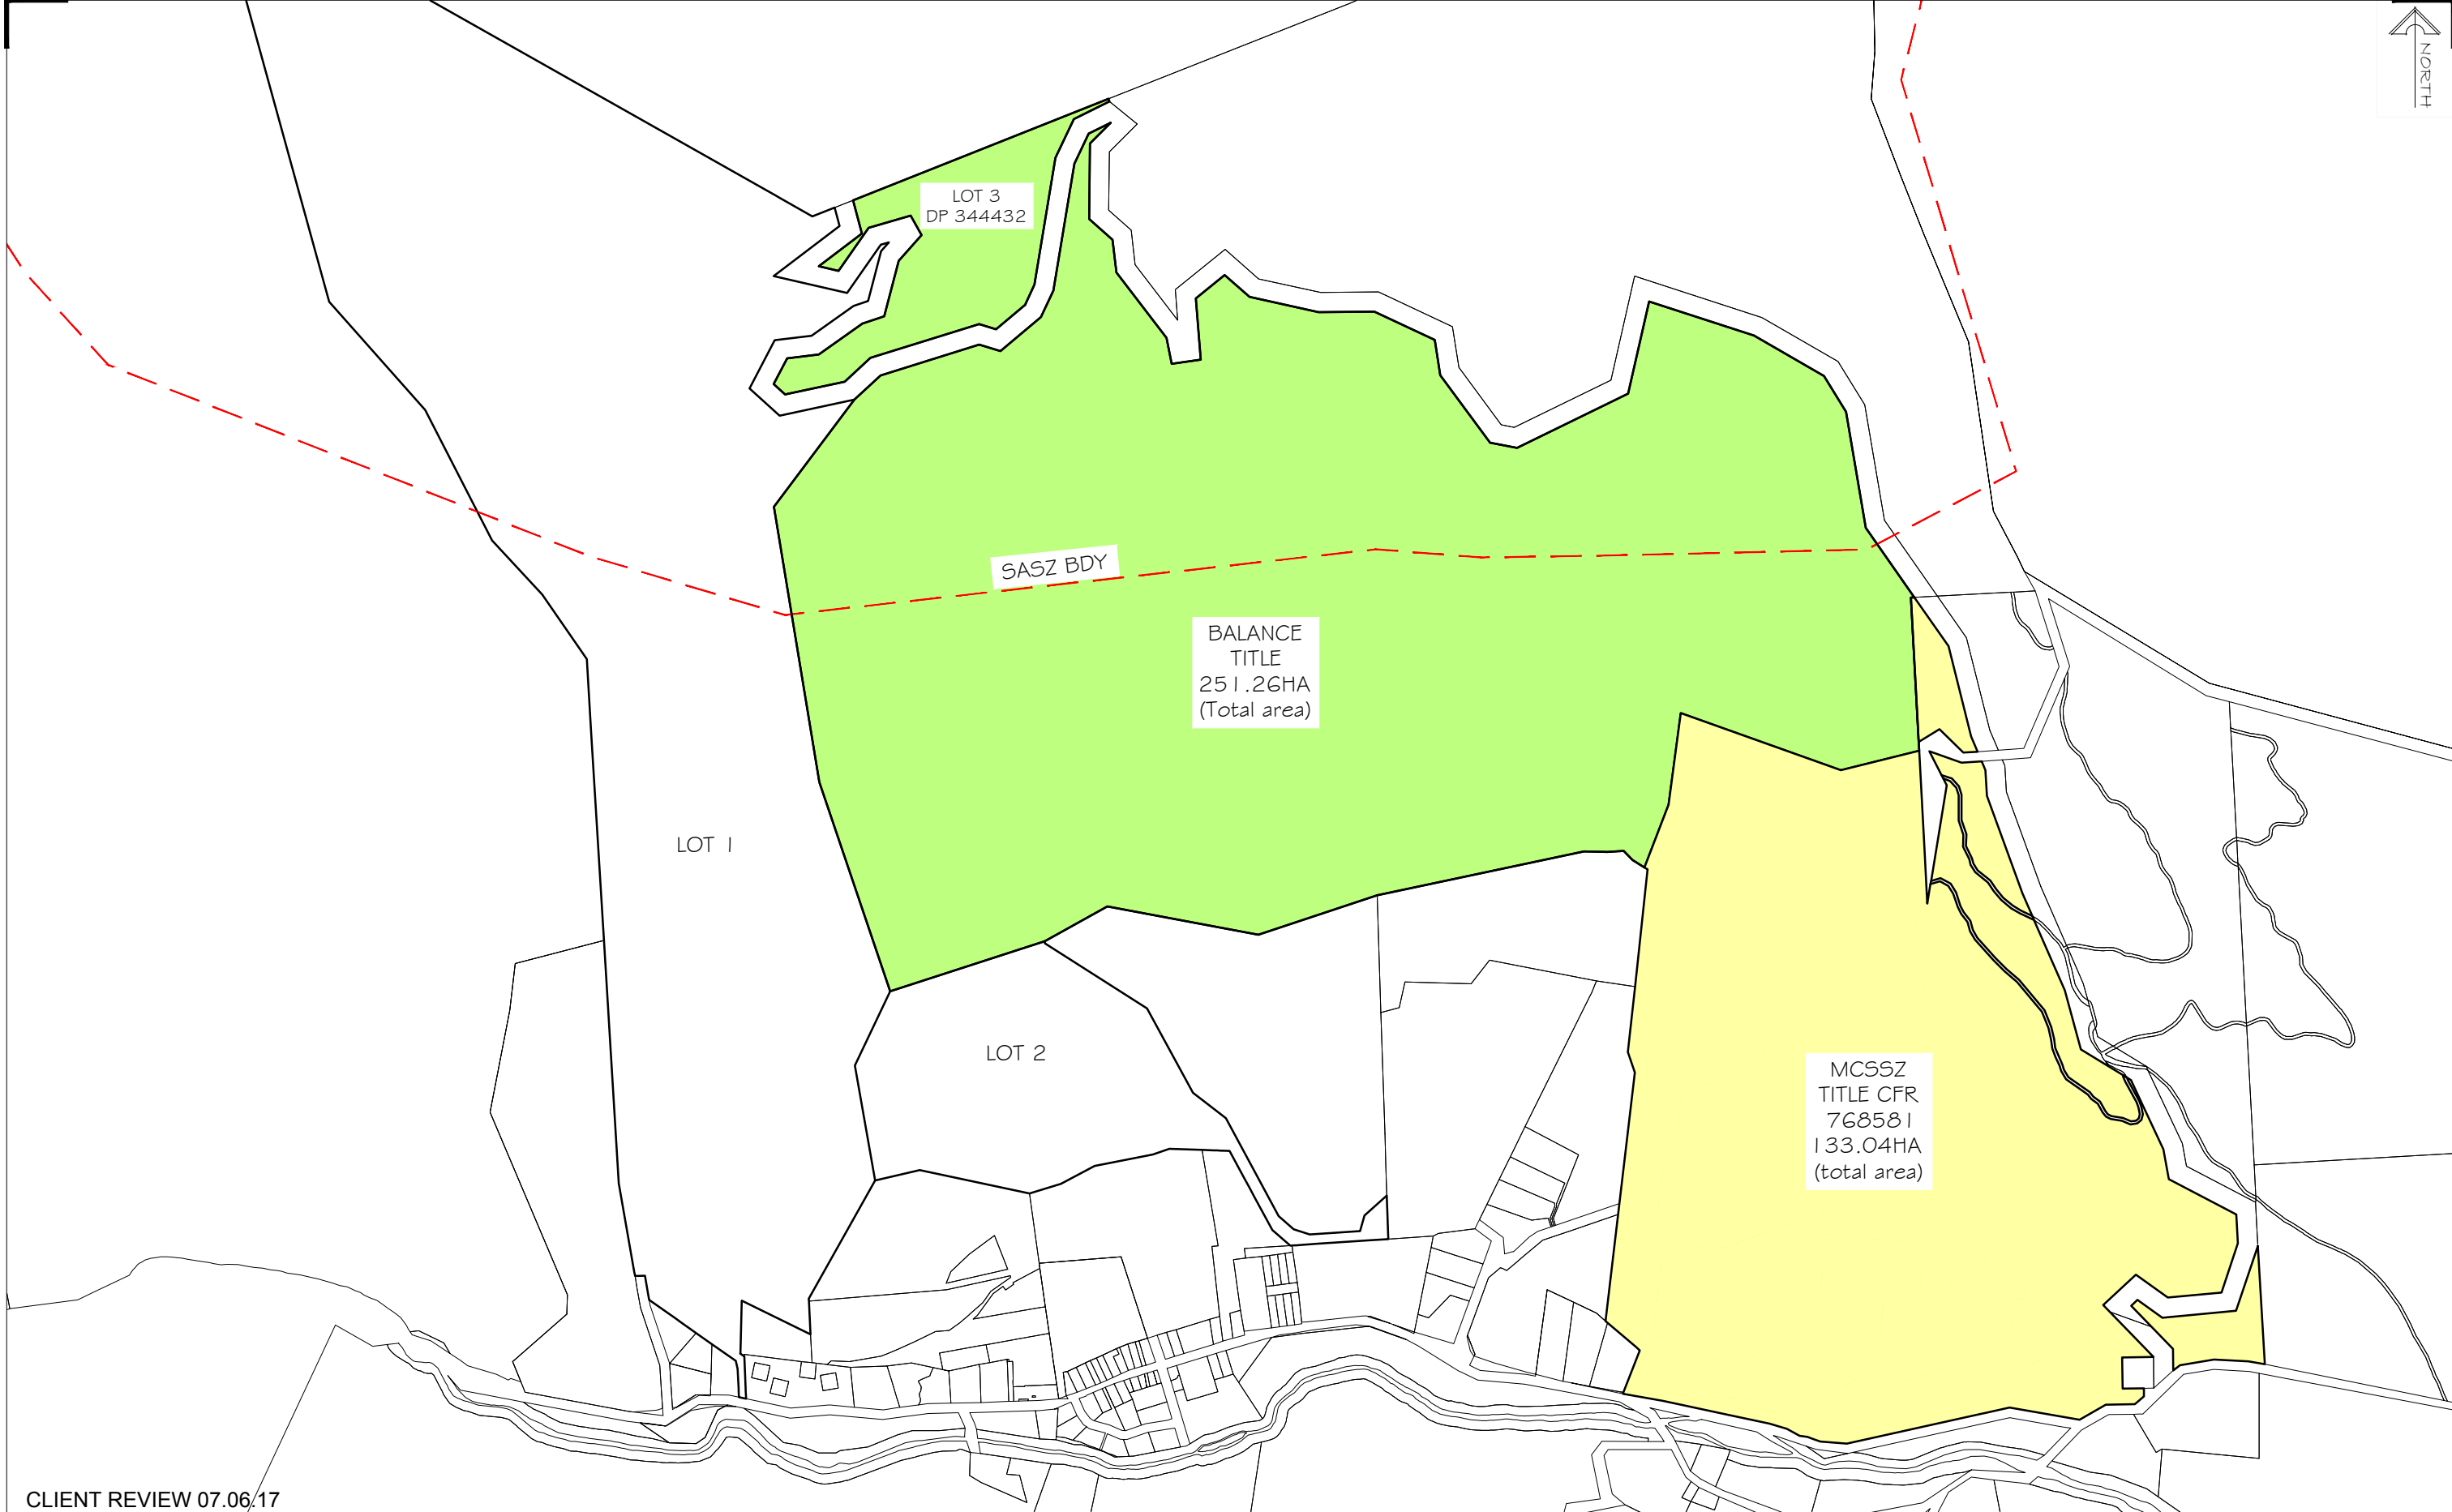 NORTH
LOT 3
DP 344432
SASZ BDY
BALANCE
TITLE
251.26HA
(Total area)
LOT 1
LOT 2
MCSSZ
TITLE CFR
768581
133.04HA
(total area)
CLIENT REVIEW 07.06.17